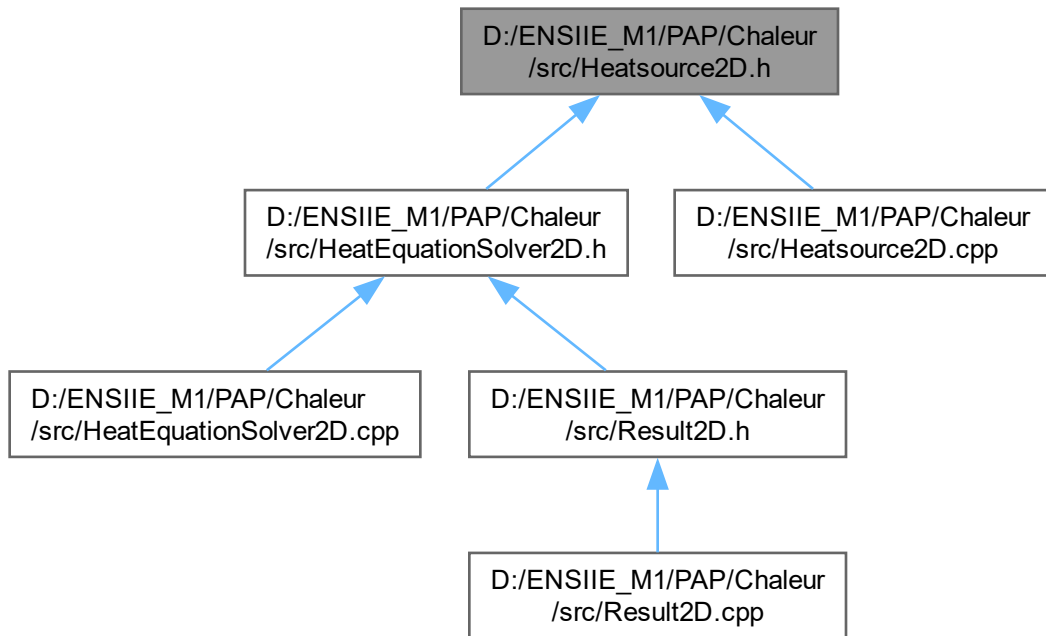 D:/ENSIIE_M1/PAP/Chaleur
/src/Heatsource2D.h
D:/ENSIIE_M1/PAP/Chaleur
/src/HeatEquationSolver2D.h
D:/ENSIIE_M1/PAP/Chaleur
/src/Heatsource2D.cpp
D:/ENSIIE_M1/PAP/Chaleur
/src/HeatEquationSolver2D.cpp
D:/ENSIIE_M1/PAP/Chaleur
/src/Result2D.h
D:/ENSIIE_M1/PAP/Chaleur
/src/Result2D.cpp